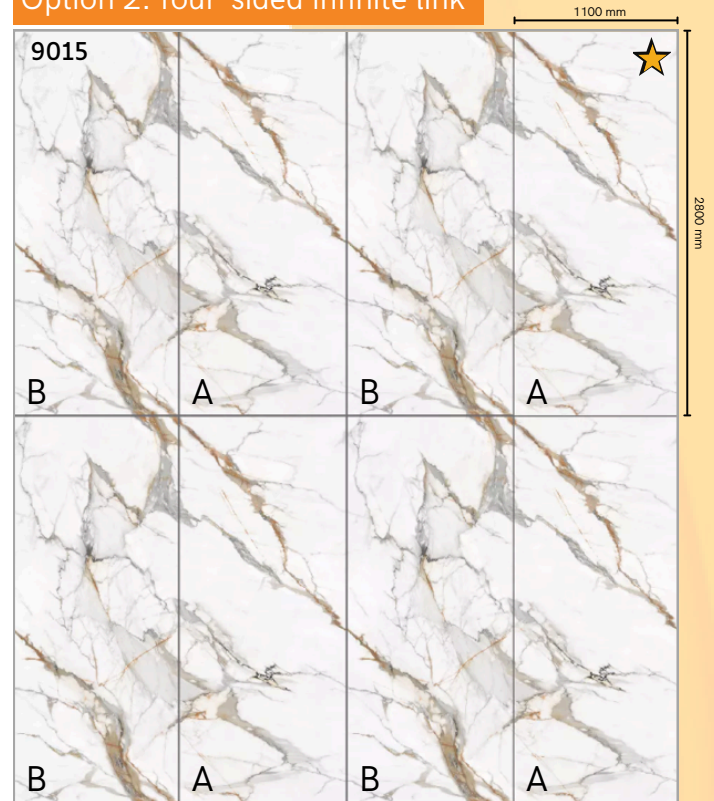 Option 2: four-sided infinite link
1100 mm
9015
2800 mm
B A B A
B A B A